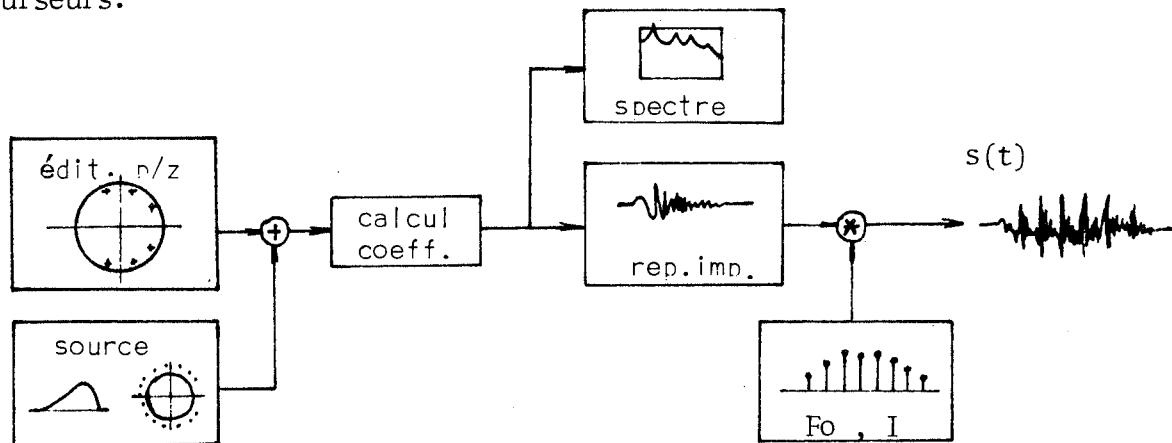 urseurs.
spectre
s(t)
édit. p/z
calcul
coeff.
rep.imp.
source
Fo , I